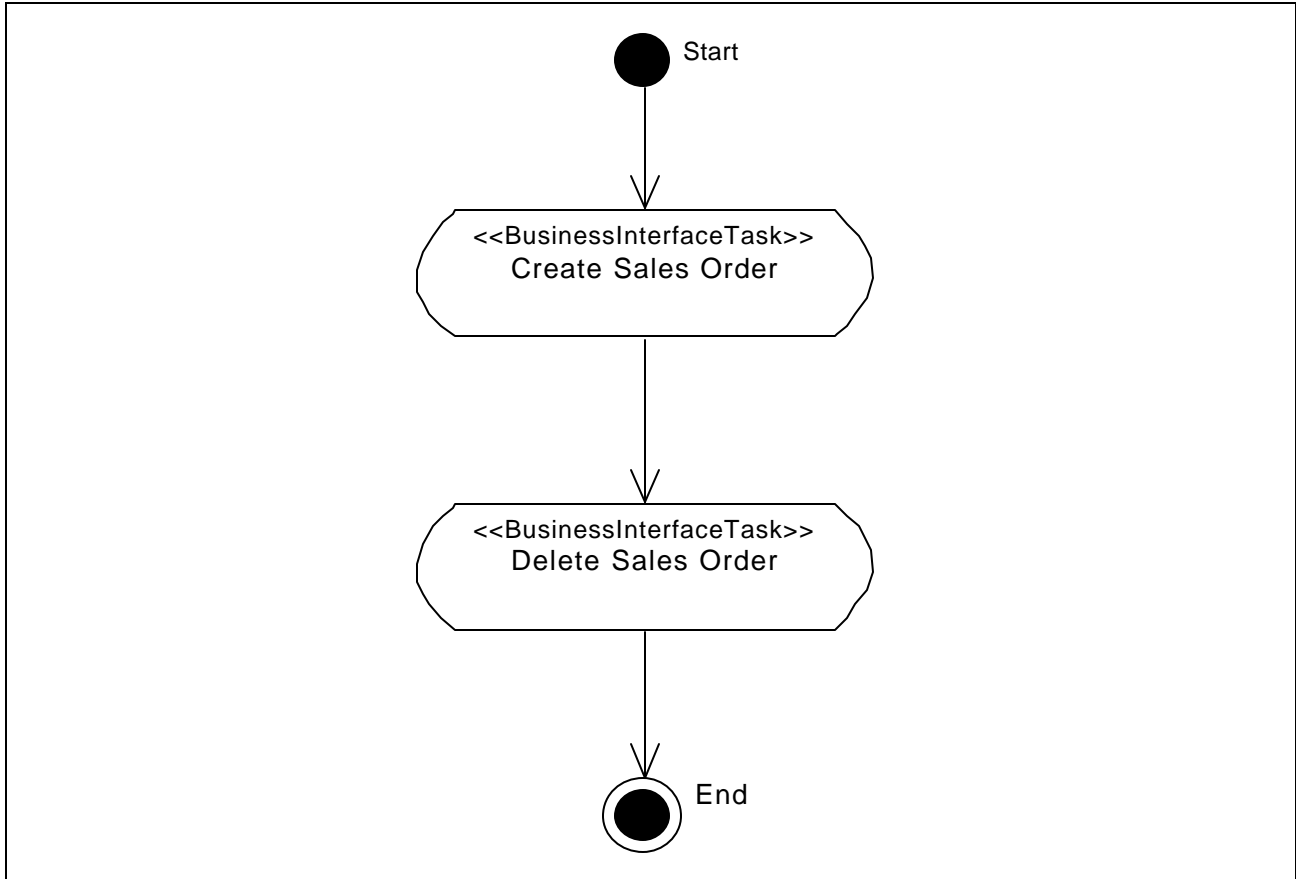 Start
<<BusinessInterfaceTask>>
Create Sales Order
<<BusinessInterfaceTask>>
Delete Sales Order
End